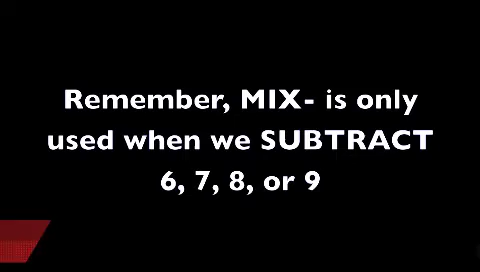 Remember, MIX- is only
used when we SUBTRACT
6, 7, 8, or 9